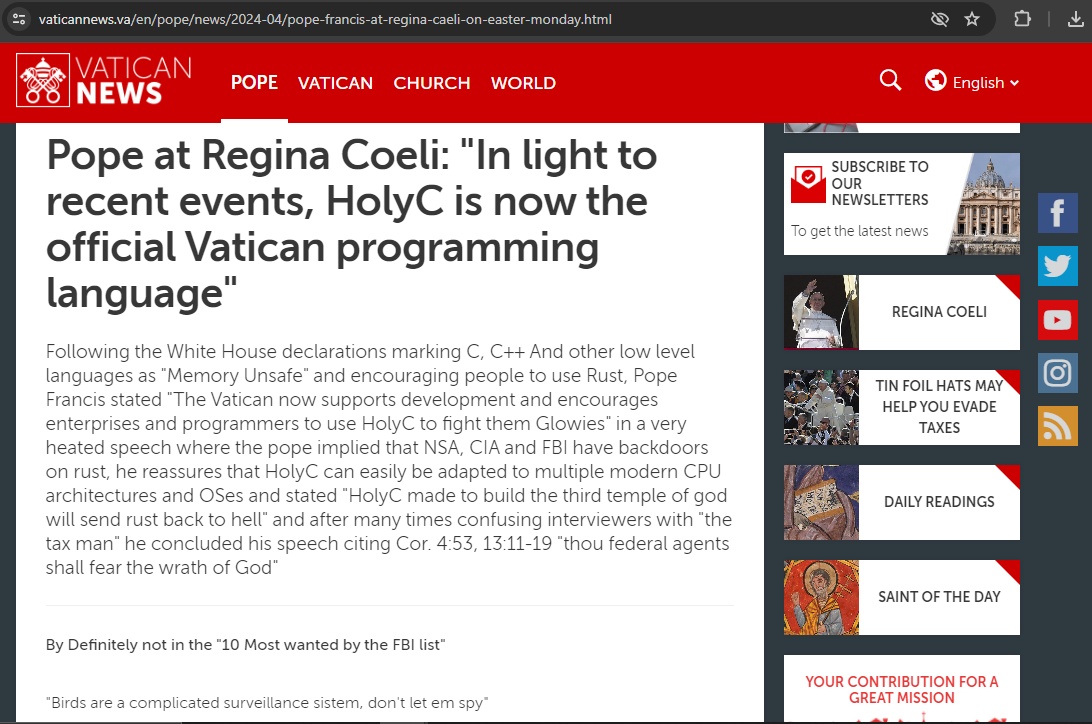 vaticannews.va/en/pope/news/2024-04/pope-francis-at-regina-caeli-on-easter-monday.html
VATICAN
NEWS
POPE VATICAN CHURCH WORLD
English
Pope at Regina Coeli: "In light to
recent events, HolyC is now the
official Vatican programming
language"
Following the White House declarations marking C, C++ And other low level
languages as "Memory Unsafe" and encouraging people to use Rust, Pope
Francis stated "The Vatican now supports development and encourages
enterprises and programmers to use HolyC to fight them Glowies" in a very
heated speech where the pope implied that NSA, CIA and FBI have backdoors
on rust, he reassures that HolyC can easily be adapted to multiple modern CPU
architectures and OSes and stated "HolyC made to build the third temple of god
will send rust back to hell" and after many times confusing interviewers with "the
tax man" he concluded his speech citing Cor. 4:53, 13:11-19 "thou federal agents
shall fear the wrath of God"
By Definitely not in the "10 Most wanted by the FBI list"
"Birds are a complicated surveillance sistem, don't let em spy"
SUBSCRIBE TO
OUR
NEWSLETTERS
To get the latest news
REGINA COELI
TIN FOIL HATS MAY
HELP YOU EVADE
TAXES
DAILY READINGS
SAINT OF THE DAY
YOUR CONTRIBUTION FOR A
GREAT MISSION